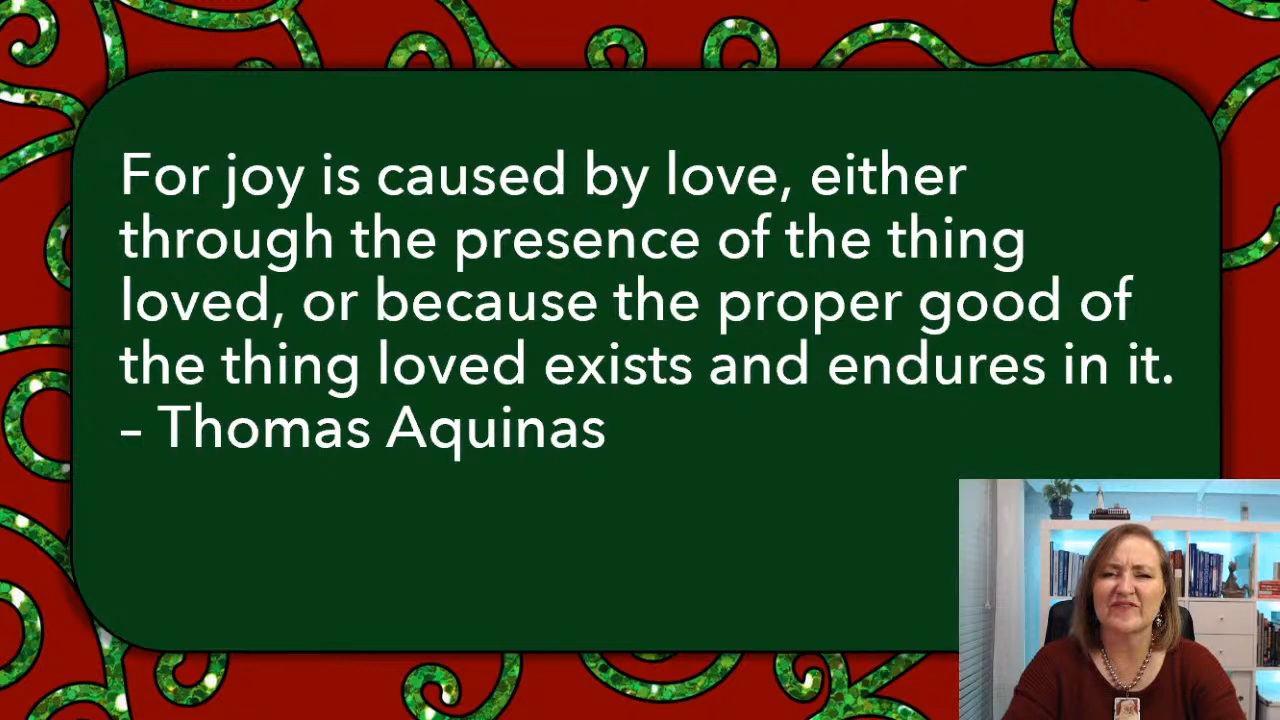 For joy is caused by love, either
through the presence of the thing
loved, or because the proper good of
the thing loved exists and endures in it.
– Thomas Aquinas